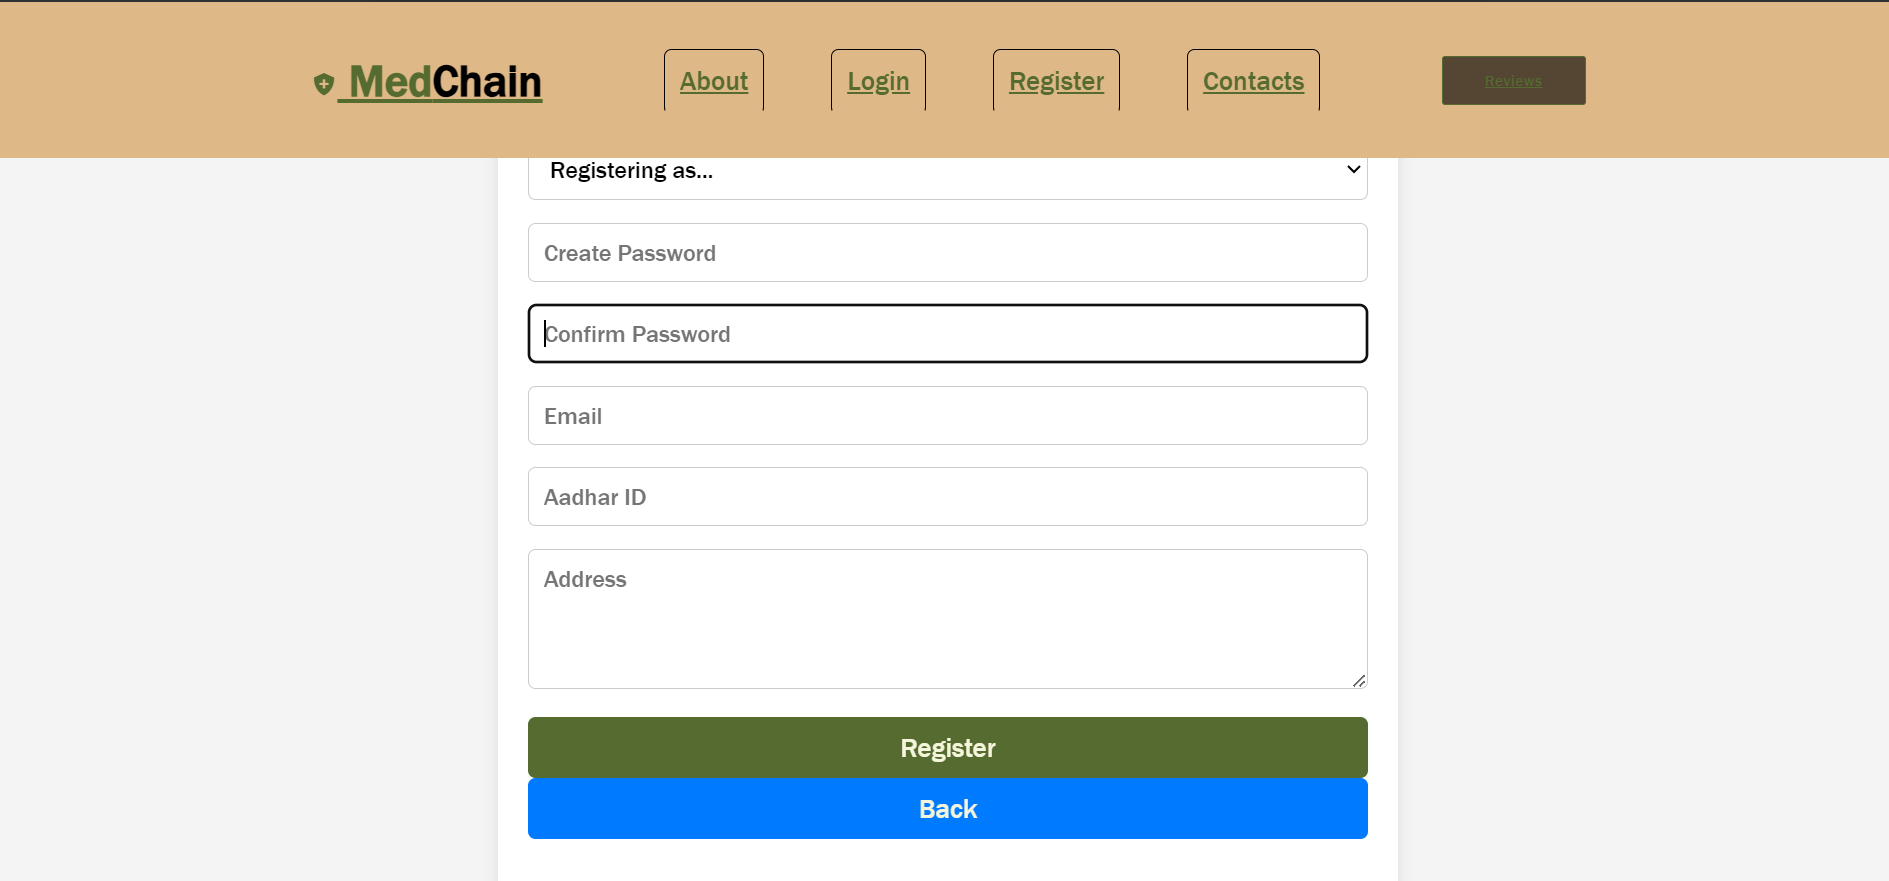 MedChain
About
Login
Register
Contacts
Reviews
Registering as...
Create Password
Confirm Password
Email
Aadhar ID
Address
Register
Back